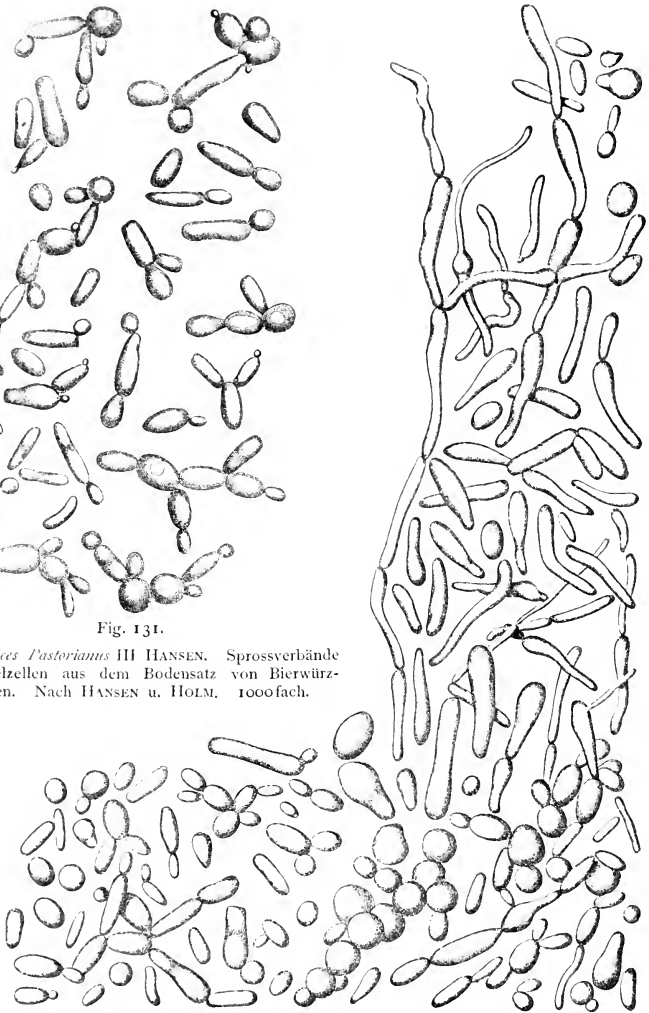 Fig. 131.
ces Pastorianus III HANSEN. Sprossverbände
lzellen aus dem Bodensatz von Bierwürz-
en. Nach HANSEN u. HOLM. 1000fach.